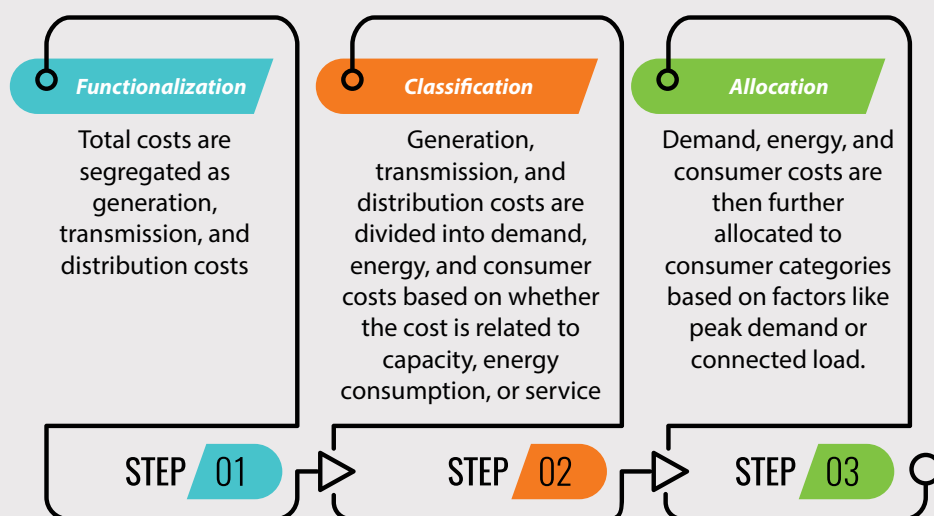 Functionalization
Total costs are
segregated as
generation,
transmission, and
distribution costs
STEP 01
Classification
Generation,
transmission, and
distribution costs are
divided into demand,
energy, and consumer
costs based on whether
the cost is related to
capacity, energy
consumption, or service
STEP 02
Allocation
Demand, energy, and
consumer costs are
then further
allocated to
consumer categories
based on factors like
peak demand or
connected load.
STEP 03